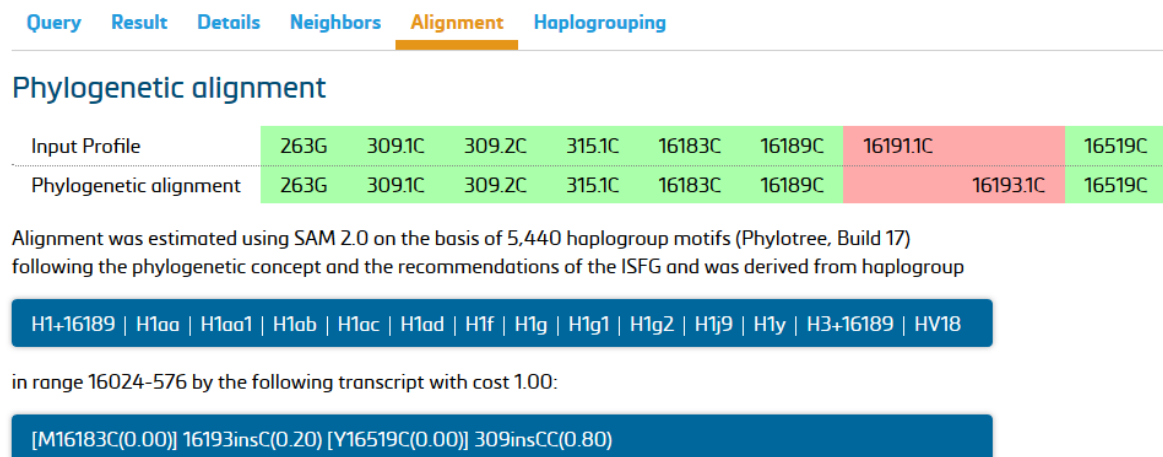 Query Result Details Neighbors Alignment Haplogrouping
Phylogenetic alignment
Input Profile 263G 309.1C 309.2C 315.1C 16183C 16189C 16191.1C 16519C
Phylogenetic alignment 263G 309.1C 309.2C 315.1C 16183C 16189C 16193.1C 16519C
Alignment was estimated using SAM 2.0 on the basis of 5,440 haplogroup motifs (Phylotree, Build 17)
following the phylogenetic concept and the recommendations of the ISFG and was derived from haplogroup
H1+16189 | H1aa | H1aa1 | H1ab | H1ac | H1ad | H1f | H1g | H1g1 | H1g2 | H1j9 | H1y | H3+16189 | HV18
in range 16024-576 by the following transcript with cost 1.00:
[M16183C(0.00)] 16193insC(0.20) [Y16519C(0.00)] 309insCC(0.80)